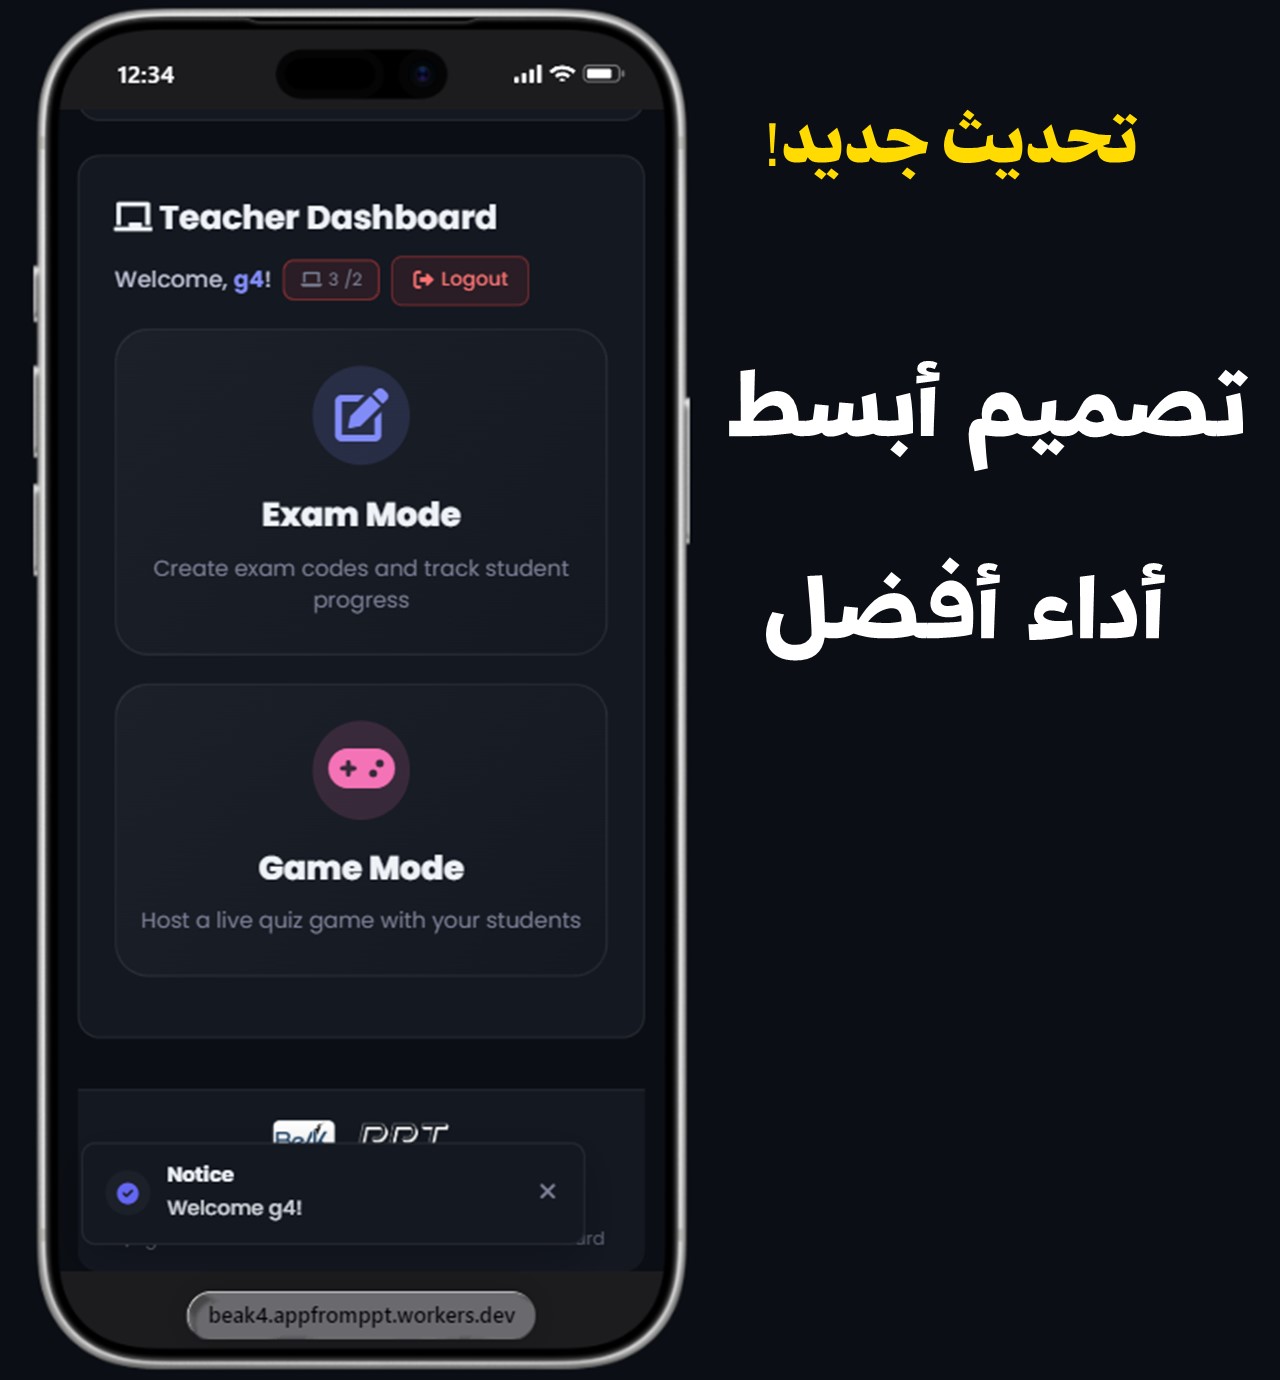 12:34
تحديث جديد!
Teacher Dashboard
Welcome, g4!
3 /2
Logout
تصميم أبسط
Exam Mode
Create exam codes and track student
progress
أداء أفضل
Game Mode
Host a live quiz game with your students
PPT
Notice
Welcome g4!
beak4.appfromppt.workers.dev